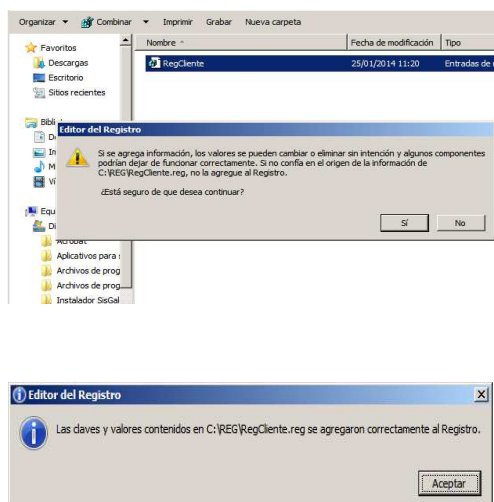 Organizar Combinar Imprimir Grabar Nueva carpeta
Nombre Fecha de modificación Tipo
Favoritos
RegCliente 25/01/2014 11:20 Entradas de
Descargas
Escritorio
Sitios recientes
Editor del Registro
Si se agrega información, los valores se pueden cambiar o eliminar sin intención y algunos componentes
podrían dejar de funcionar correctamente. Si no confía en el origen de la información de
C:\REG\RegCliente.reg, no la agregue al Registro.
¿Está seguro de que desea continuar?
Sí No
Acrobat
Aplicativos para
Archivos de prog
Archivos de prog
Instalador SisGal
Editor del Registro
Las claves y valores contenidos en C:\REG\RegCliente.reg se agregaron correctamente al Registro.
Aceptar